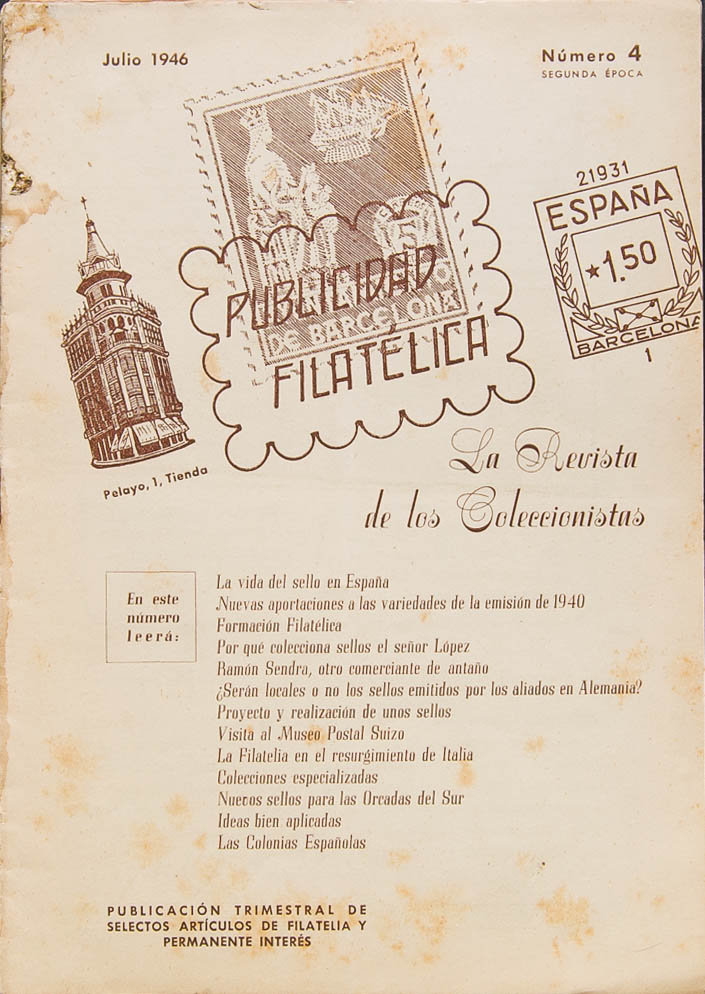 Julio 1946
Número 4
SEGUNDA ÉPOCA
21931
ESPAÑA
★1.50
BARCELONA
1
PUBLICIDAD
DE BARCELONA
FILATÉLICA
Pelayo, 1, Tienda
La Revista
de los Coleccionistas
En este
número
leerá:
La vida del sello en España
Nuevas aportaciones a las variedades de la emisión de 1940
Formación Filatélica
Por qué colecciona sellos el señor López
Ramón Sendra, otro comerciante de antaño
¿Serán locales o no los sellos emitidos por los aliados en Alemania?
Proyecto y realización de unos sellos
Visita al Museo Postal Suizo
La Filatelia en el resurgimiento de Italia
Colecciones especializadas
Nuevos sellos para las Orcadas del Sur
Ideas bien aplicadas
Las Colonias Españolas
PUBLICACIÓN TRIMESTRAL DE
SELECTOS ARTÍCULOS DE FILATELIA Y
PERMANENTE INTERÉS